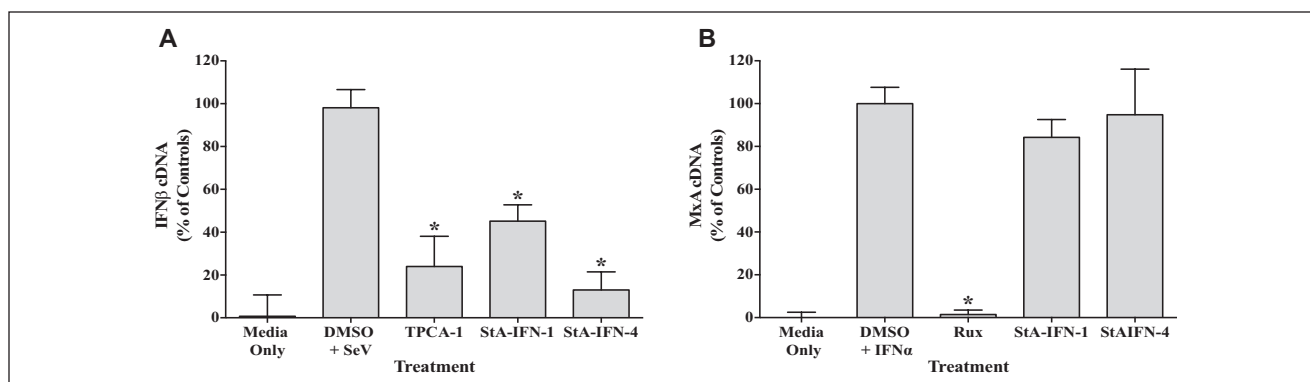 A
IFNβ cDNA
(% of Controls)
120
100
80
60
40
20
0
*
*
*
Media
Only
DMSO
+ SeV
TPCA-1
StA-IFN-1
StA-IFN-4
Treatment
B
MxA cDNA
(% of Controls)
120
100
80
60
40
20
0
*
Media
Only
DMSO
+ IFNα
Rux
StA-IFN-1
StAIFN-4
Treatment